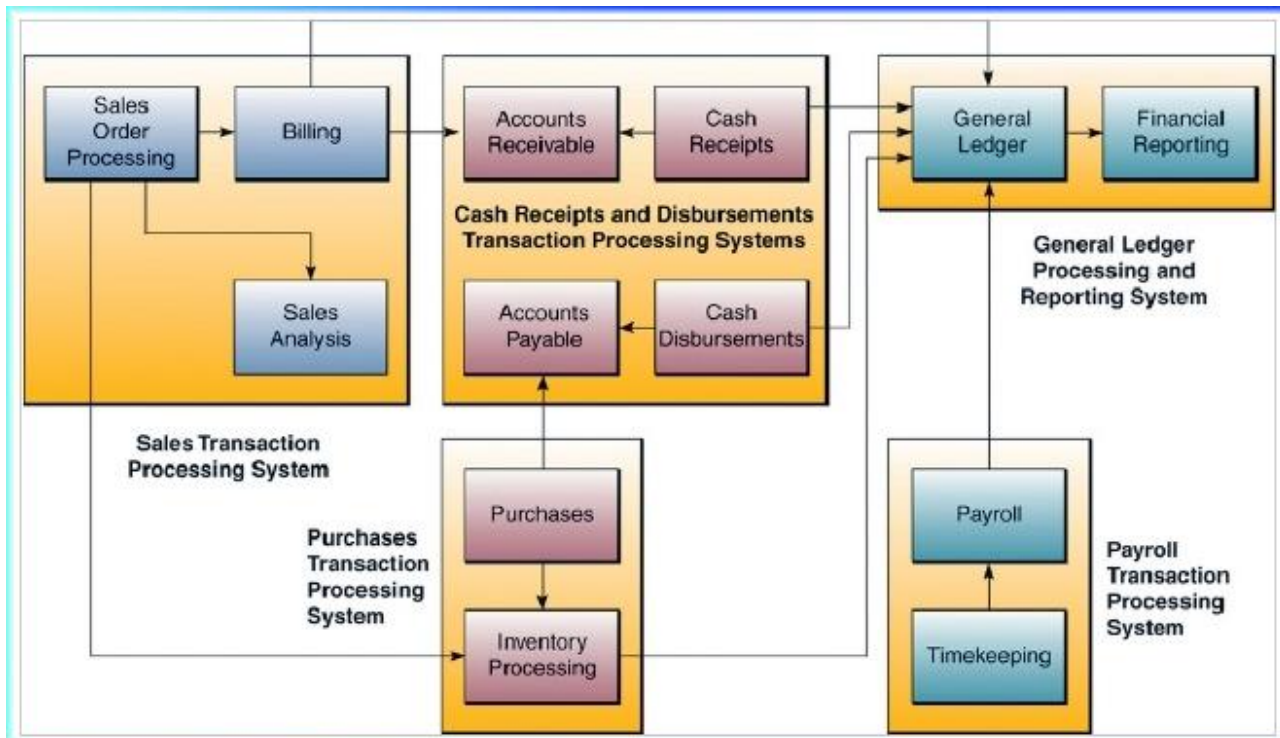 Sales
Order
Processing
Billing
Accounts
Receivable
Cash
Receipts
General
Ledger
Financial
Reporting
Cash Receipts and Disbursements
Transaction Processing Systems
General Ledger
Processing and
Reporting System
Sales
Analysis
Accounts
Payable
Cash
Disbursements
Sales Transaction
Processing System
Purchases
Transaction
Processing
System
Purchases
Inventory
Processing
Payroll
Timekeeping
Payroll
Transaction
Processing
System